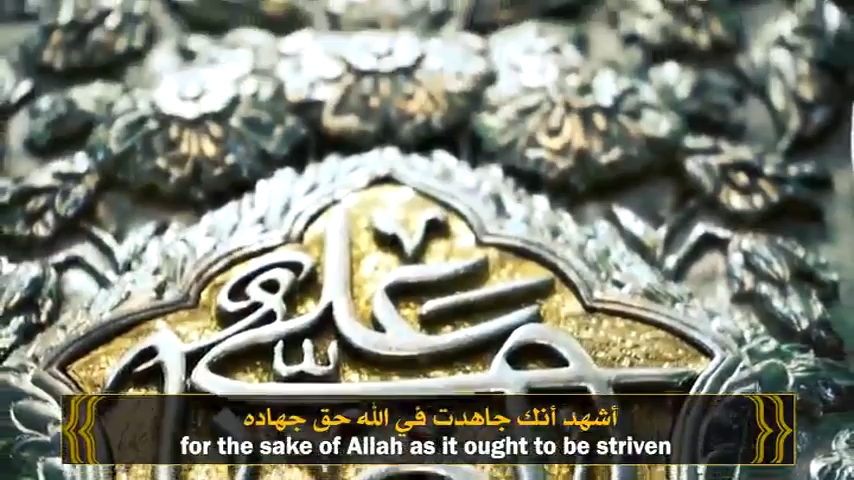 أشهد أنك جاهدت في الله حق جهاده
for the sake of Allah as it ought to be striven